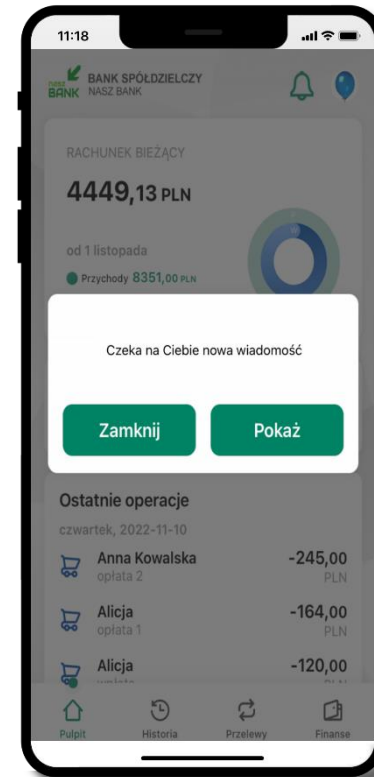 11:18
NASZ
BANK
BANK SPÓŁDZIELCZY
NASZ BANK
RACHUNEK BIEŻĄCY
4449,13 PLN
od 1 listopada
Przychody 8351,00 PLN
Czeka na Ciebie nowa wiadomość
Zamknij
Pokaż
Ostatnie operacje
czwartek, 2022-11-10
Anna Kowalska
-245,00
opłata 2
PLN
Alicja
-164,00
opłata 1
PLN
Alicja
-120,00
Pulpit
Historia
Przelewy
Finanse